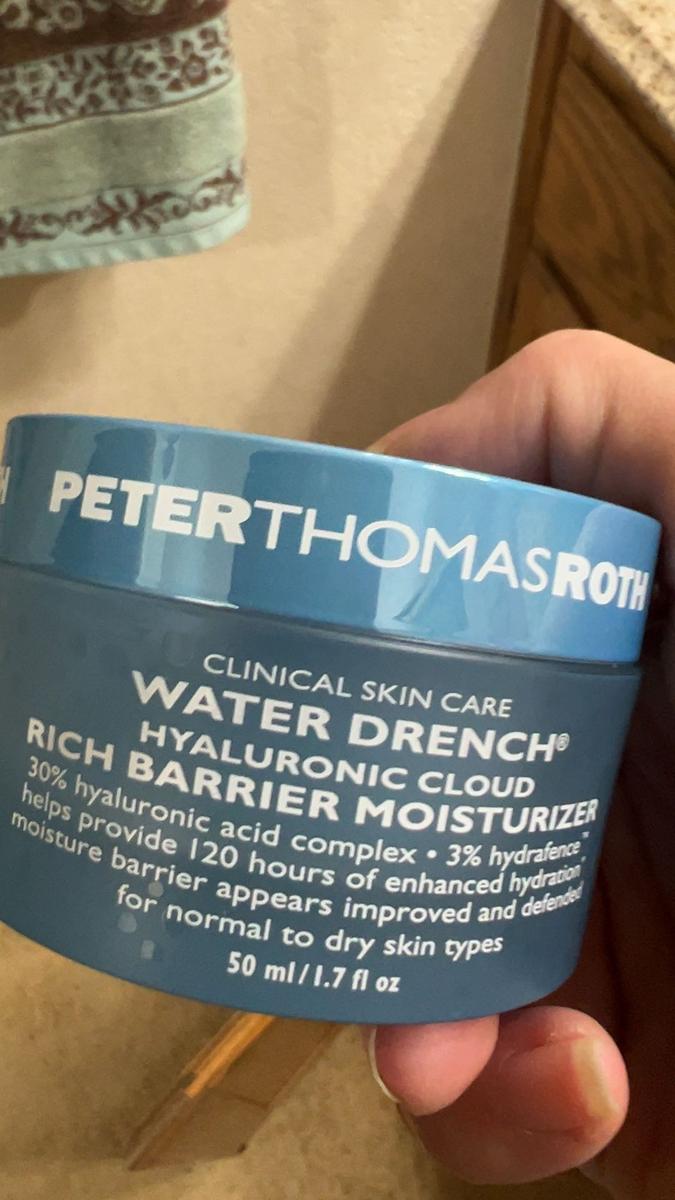 PETERTHOMASROTH
CLINICAL SKIN CARE
WATER DRENCH®
HYALURONIC CLOUD
RICH BARRIER MOISTURIZER
30% hyaluronic acid complex • 3% hydrafence™
helps provide 120 hours of enhanced hydration
moisture barrier appears improved and defended
for normal to dry skin types
50 ml/1.7 fl oz